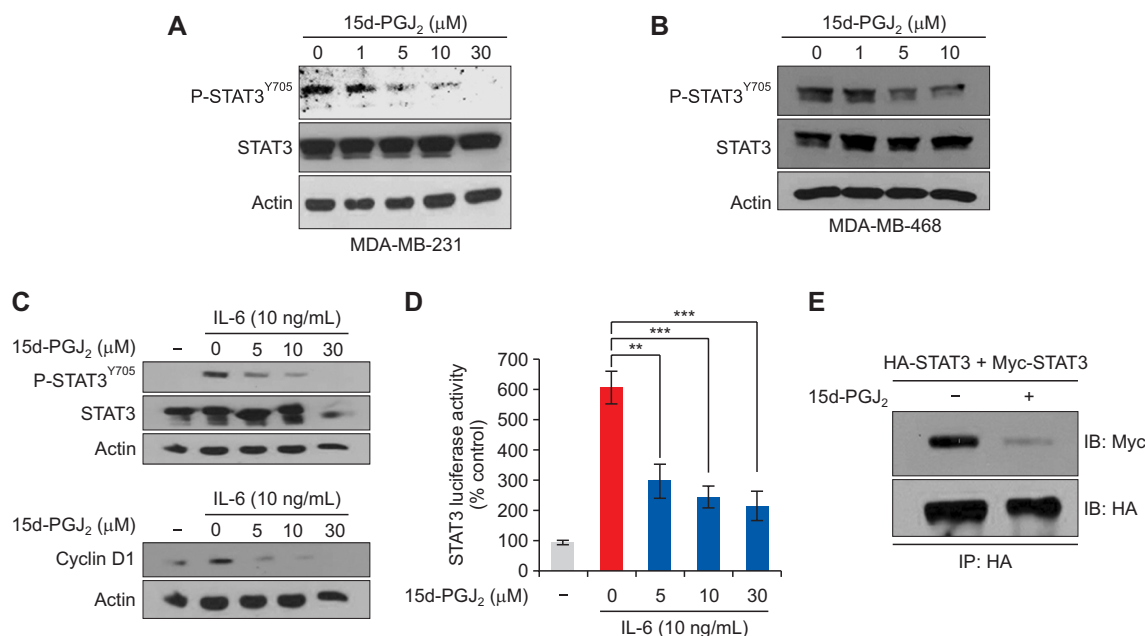 A
15d-PGJ₂ (μM)
0 1 5 10 30
P-STAT3ʸ⁷⁰⁵
STAT3
Actin
MDA-MB-231
B
15d-PGJ₂ (μM)
0 1 5 10
P-STAT3ʸ⁷⁰⁵
STAT3
Actin
MDA-MB-468
C
IL-6 (10 ng/mL)
15d-PGJ₂ (μM) – 0 5 10 30
P-STAT3ʸ⁷⁰⁵
STAT3
Actin
IL-6 (10 ng/mL)
15d-PGJ₂ (μM) – 0 5 10 30
Cyclin D1
Actin
D
STAT3 luciferase activity
(% control)
700
600
500
400
300
200
100
0
***
***
**
15d-PGJ₂ (μM) – 0 5 10 30
IL-6 (10 ng/mL)
E
HA-STAT3 + Myc-STAT3
15d-PGJ₂ – +
IB: Myc
IB: HA
IP: HA